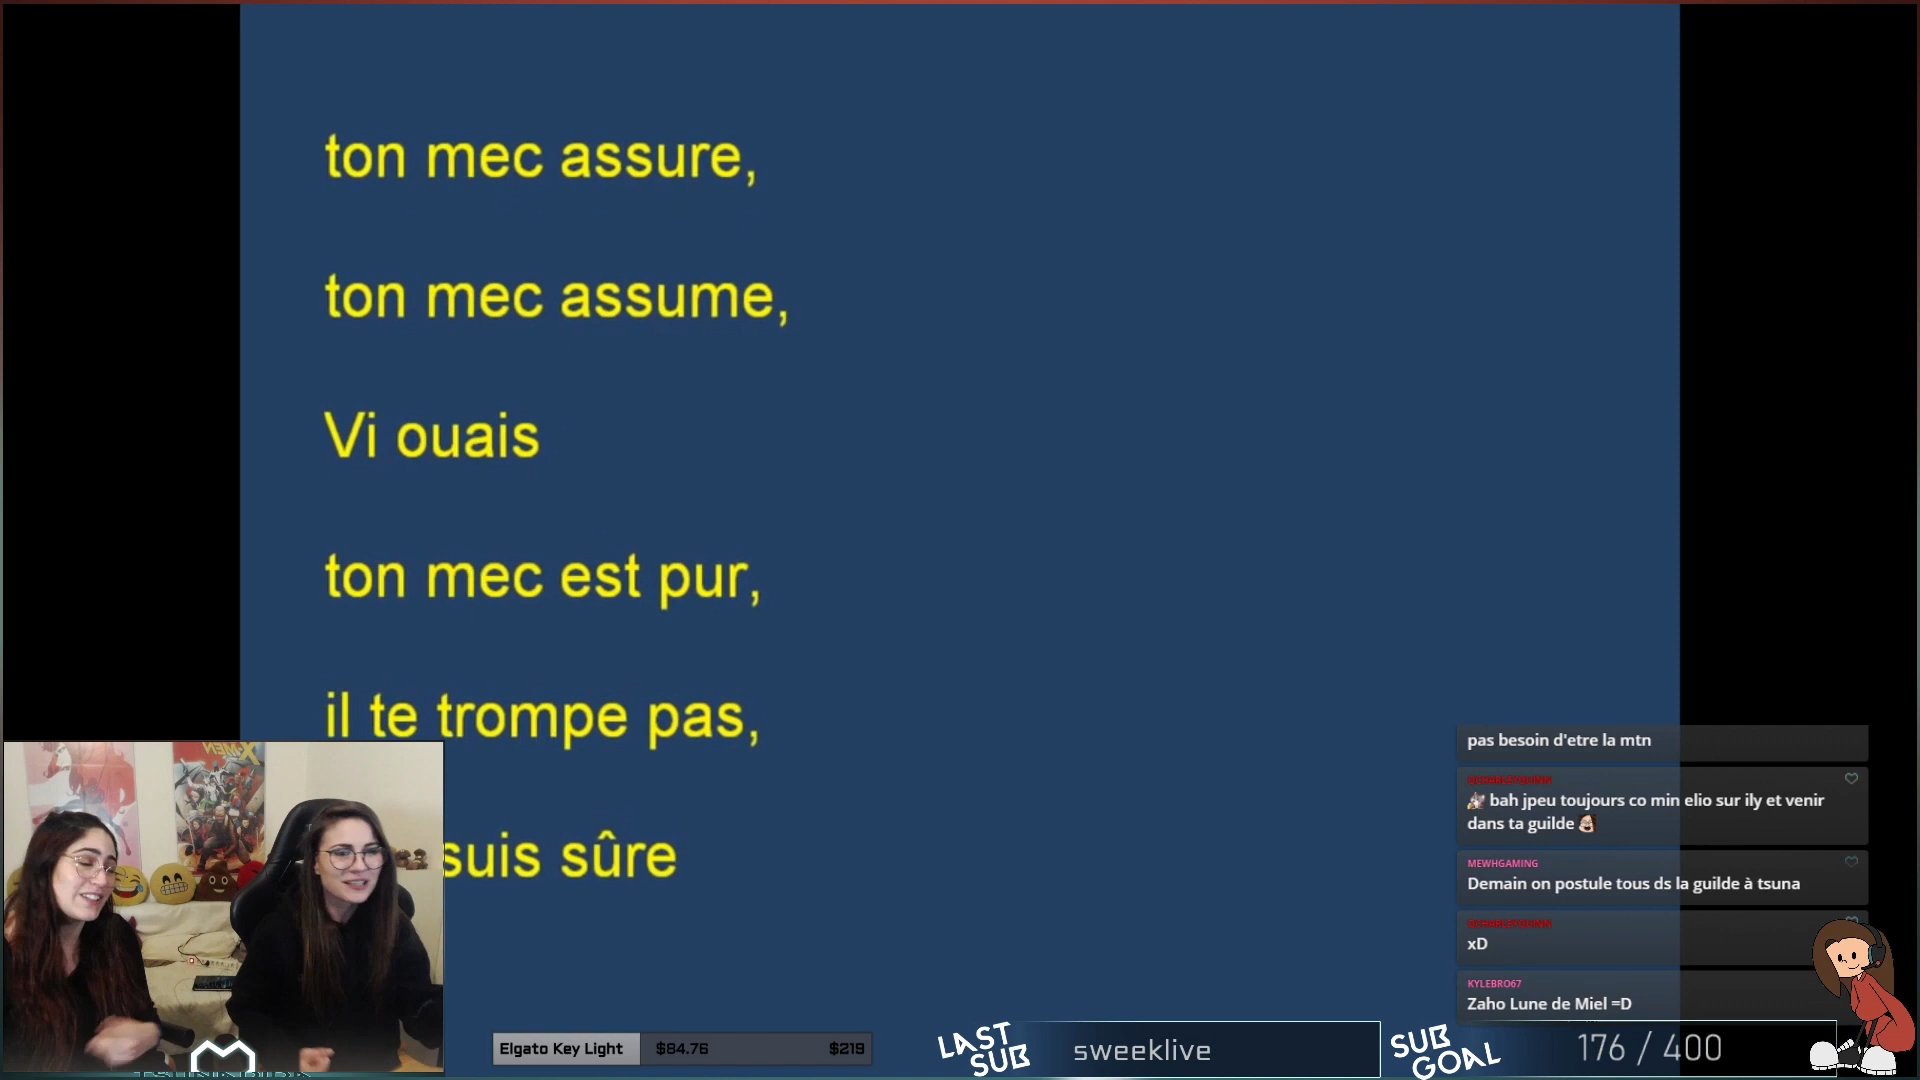 ton mec assure,
ton mec assume,
Vi ouais
ton mec est pur,
il te trompe pas,
suis sûre
X-MEN
pas besoin d'etre la mtn
bah jpeu toujours co min elio sur ily et venir
dans ta guilde
MEWHGAMING
Demain on postule tous ds la guilde à tsuna
xD
KYLEBRO67
Zaho Lune de Miel =D
Elgato Key Light $84.76 $219
LAST
SUB
sweeklive
SUB
GOAL
176 / 400